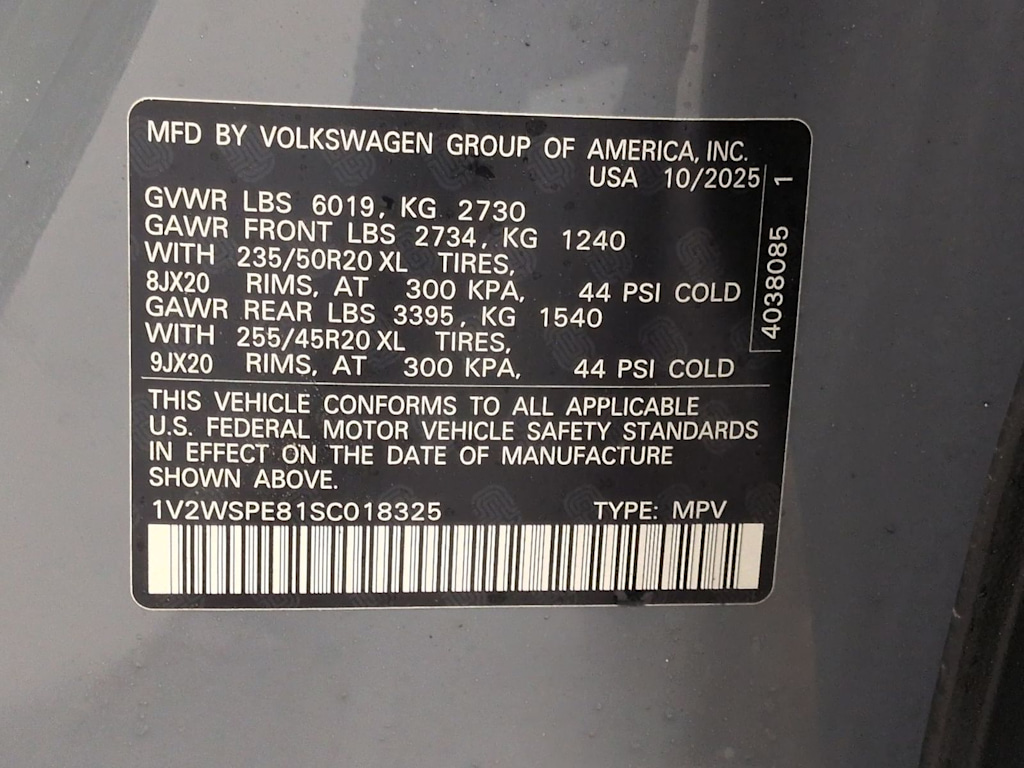 MFD BY VOLKSWAGEN GROUP OF AMERICA, INC.
USA 10/2025
GVWR LBS 6019, KG 2730
GAWR FRONT LBS 2734, KG 1240
WITH 235/50R20 XL TIRES,
8JX20 RIMS, AT 300 KPA, 44 PSI COLD
GAWR REAR LBS 3395, KG 1540
WITH 255/45R20 XL TIRES,
9JX20 RIMS, AT 300 KPA, 44 PSI COLD
4038085 1
THIS VEHICLE CONFORMS TO ALL APPLICABLE
U.S. FEDERAL MOTOR VEHICLE SAFETY STANDARDS
IN EFFECT ON THE DATE OF MANUFACTURE
SHOWN ABOVE.
1V2WSPE81SC018325 TYPE: MPV